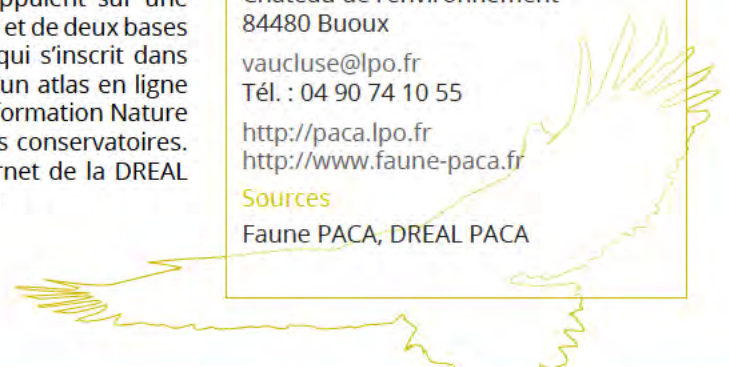 et de deux bases
qui s'inscrit dans
un atlas en ligne
formation Nature
s conservatoires.
rnet de la DREAL
84480 Buoux
vaucluse@lpo.fr
Tél. : 04 90 74 10 55
http://paca.lpo.fr
http://www.faune-paca.fr
Sources
Faune PACA, DREAL PACA